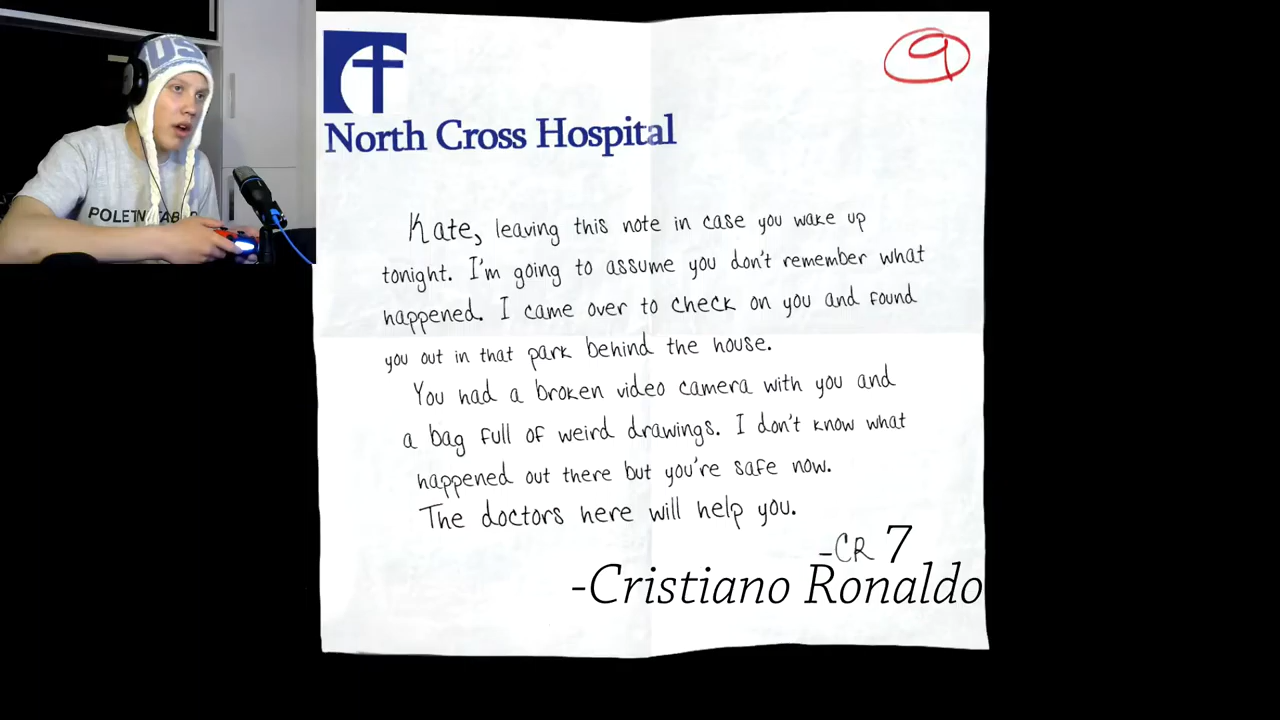 US
POLETN
9
North Cross Hospital
Kate, leaving this note in case you wake up
tonight. I'm going to assume you don't remember what
happened. I came over to check on you and found
you out in that park behind the house.
You had a broken video camera with you and
a bag full of weird drawings. I don't know what
happened out there but you're safe now.
The doctors here will help you.
-CR 7
-Cristiano Ronaldo